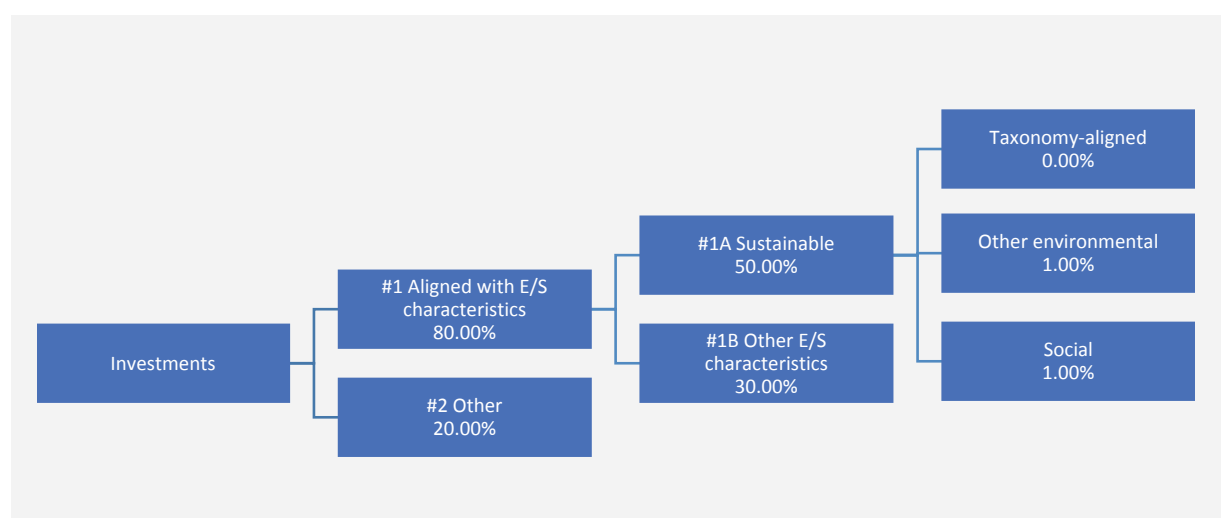 Investments
#1 Aligned with E/S
characteristics
80.00%
#2 Other
20.00%
#1A Sustainable
50.00%
#1B Other E/S
characteristics
30.00%
Taxonomy-aligned
0.00%
Other environmental
1.00%
Social
1.00%